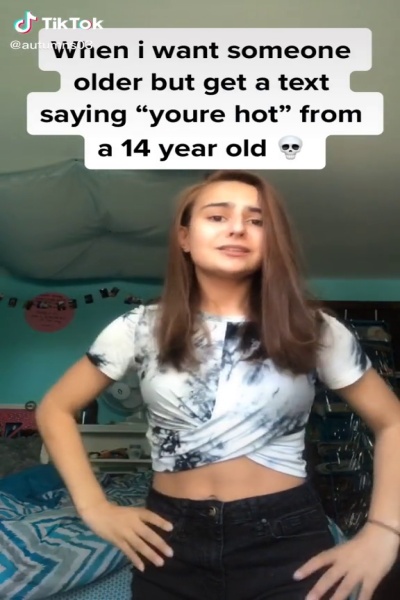 TikTok
When i want someone
older but get a text
saying “youre hot” from
a 14 year old 💀